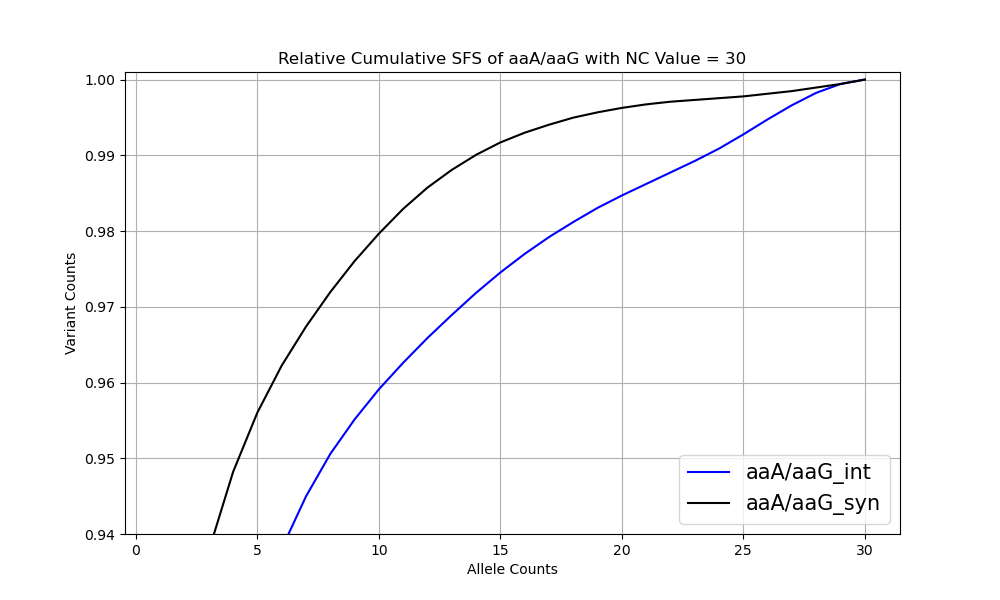 Relative Cumulative SFS of aaA/aaG with NC Value = 30
1.00
0.99
0.98
0.97
0.96
0.95
0.94
Variant Counts
0 5 10 15 20 25 30
Allele Counts
aaA/aaG_int
aaA/aaG_syn